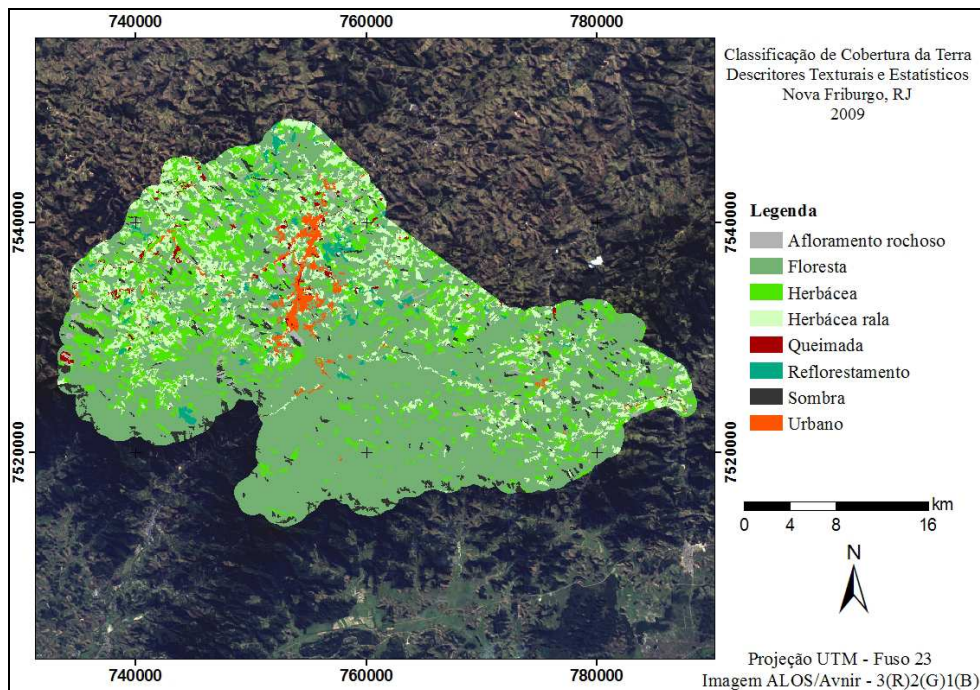 740000 760000 780000
Classificação de Cobertura da Terra
Descritores Texturais e Estatísticos
Nova Friburgo, RJ
2009
7540000 7540000
Legenda
Afloramento rochoso
Floresta
Herbácea
Herbácea rala
Queimada
Reflorestamento
Sombra
Urbano
7520000 7520000
km
0 4 8 16
N
740000 760000 780000
Projeção UTM - Fuso 23
Imagem ALOS/Avnir - 3(R)2(G)1(B)